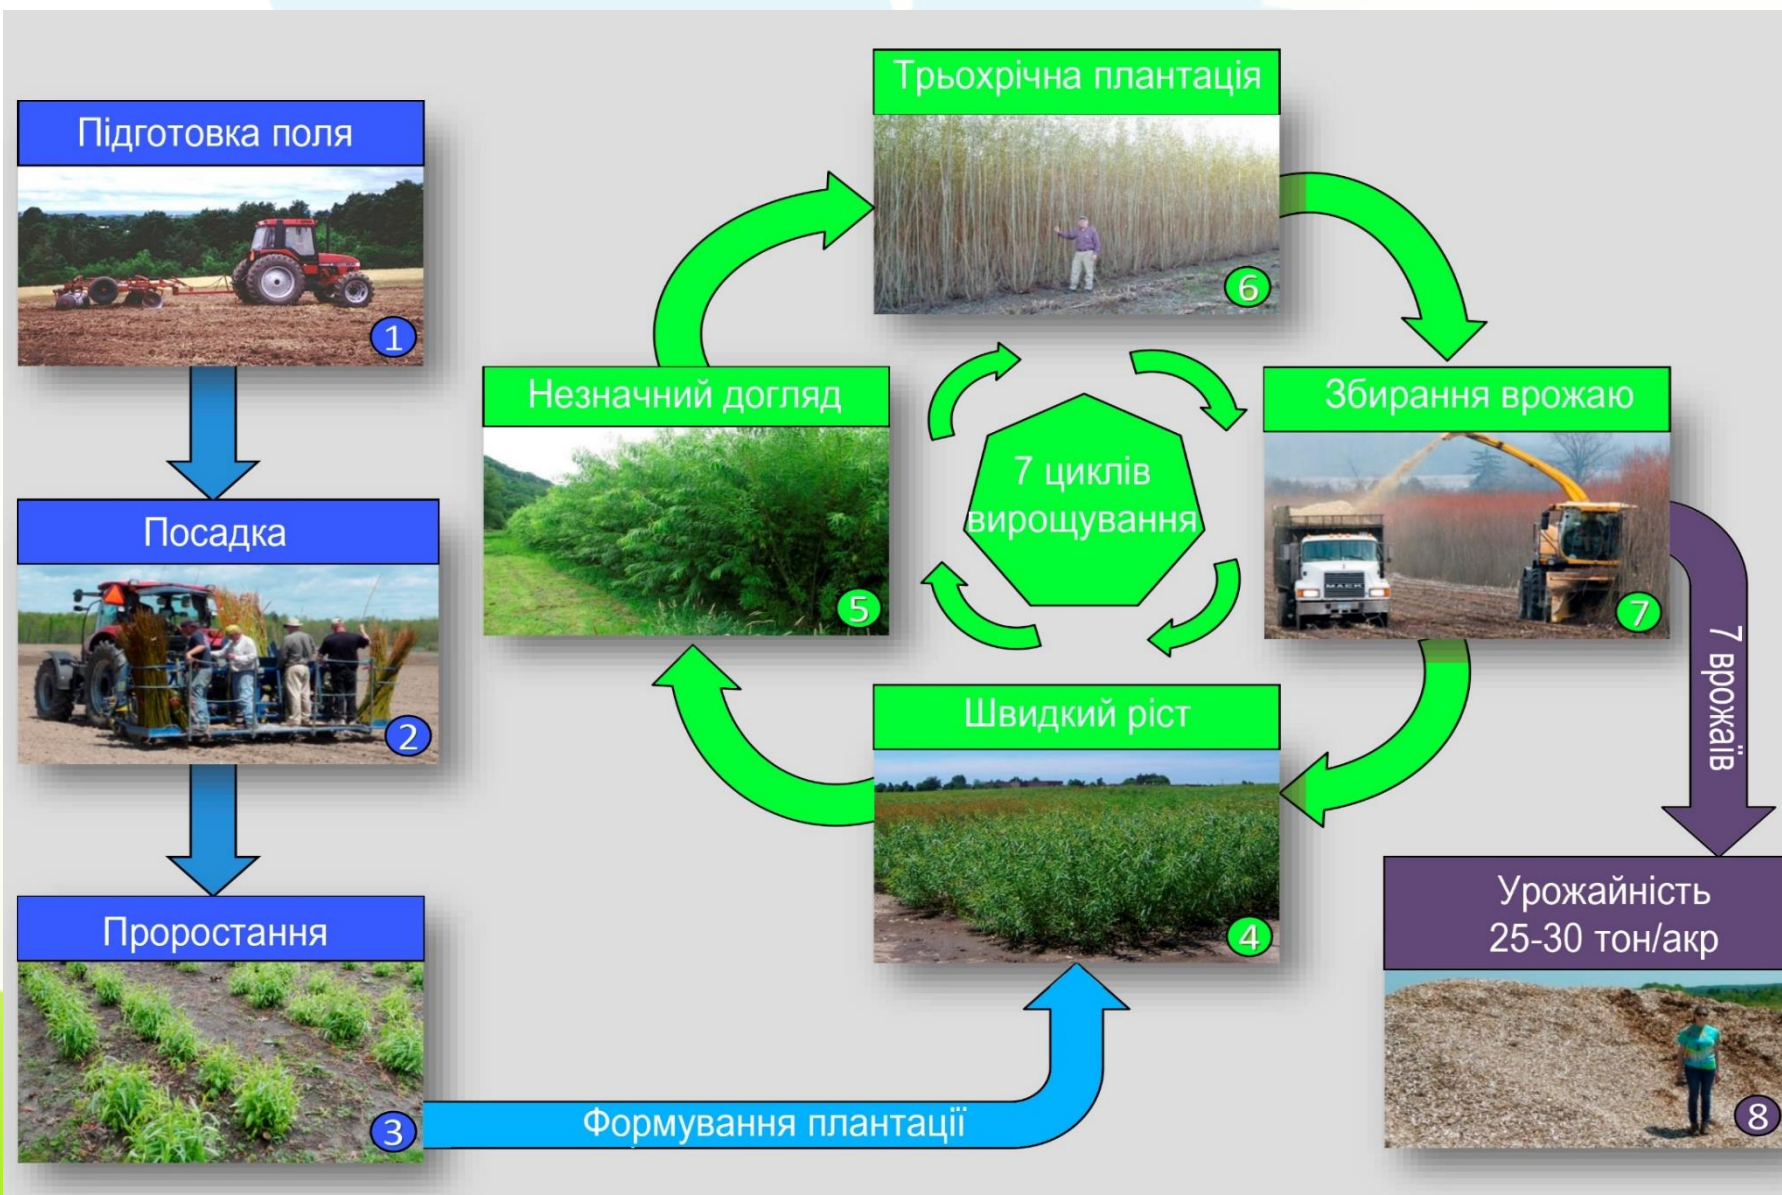 Підготовка поля
1
Посадка
2
Проростання
3
Формування плантації
Швидкий ріст
4
Незначний догляд
5
Трьохрічна плантація
6
Збирання врожаю
MACK
7
7 циклів
вирощування
7 врожаїв
Урожайність
25-30 тон/акр
8